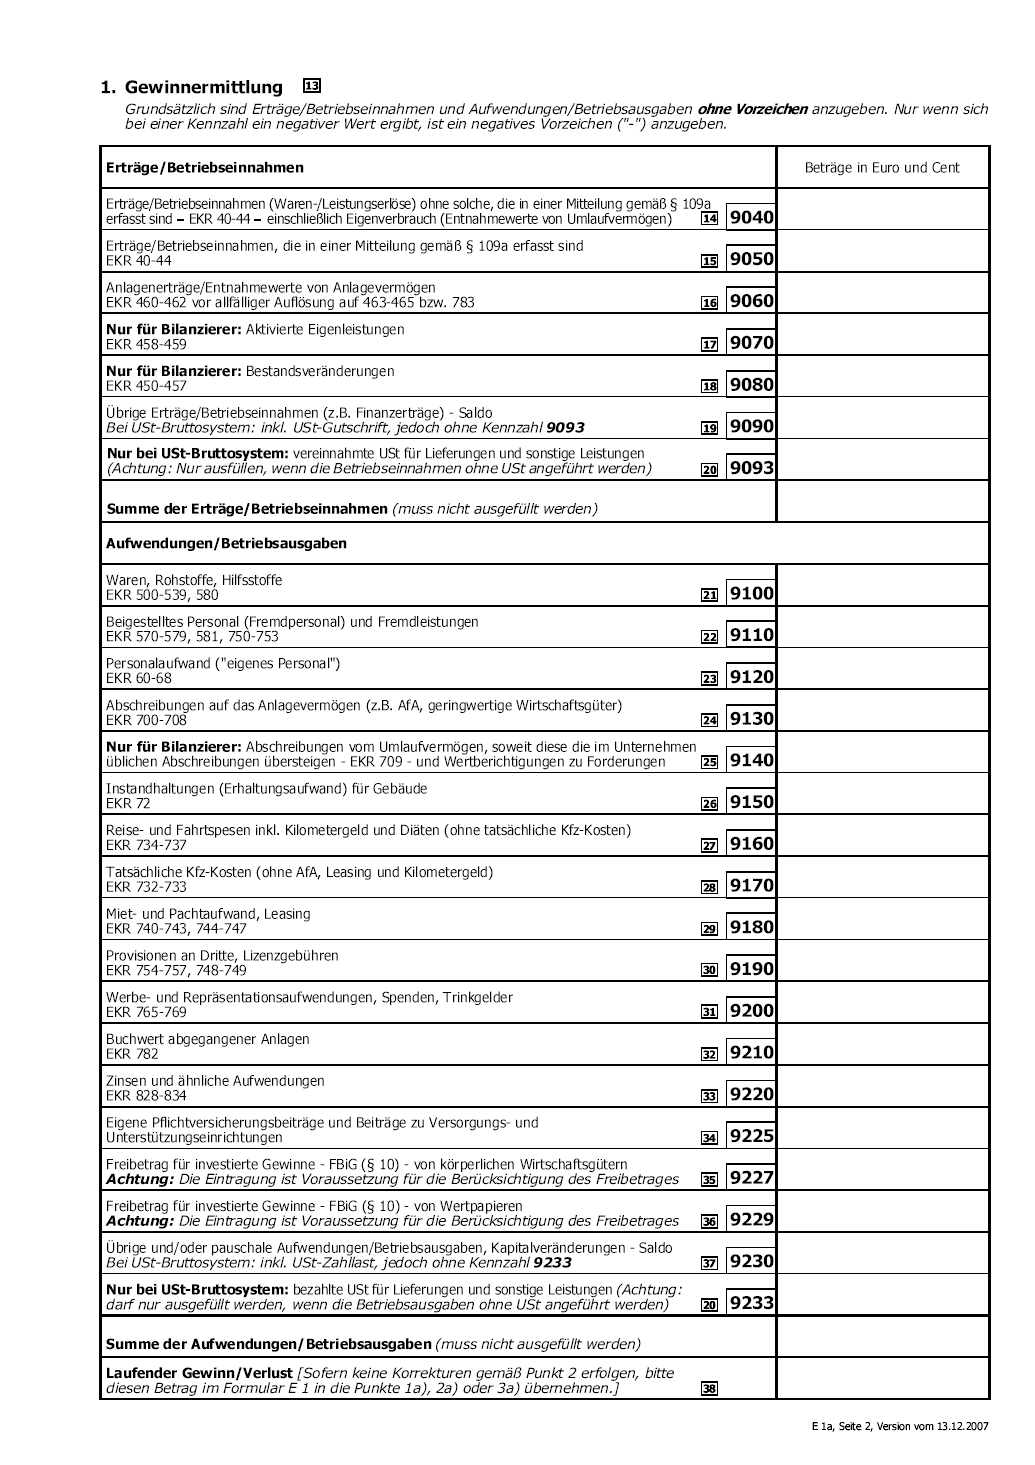 1. Gewinnermittlung 13
Grundsätzlich sind Erträge/Betriebseinnahmen und Aufwendungen/Betriebsausgaben ohne Vorzeichen anzugeben. Nur wenn sich
bei einer Kennzahl ein negativer Wert ergibt, ist ein negatives Vorzeichen ("-") anzugeben.
Erträge/Betriebseinnahmen Beträge in Euro und Cent
Erträge/Betriebseinnahmen (Waren-/Leistungserlöse) ohne solche, die in einer Mitteilung gemäß § 109a
erfasst sind – EKR 40-44 – einschließlich Eigenverbrauch (Entnahmewerte von Umlaufvermögen) 14 9040
Erträge/Betriebseinnahmen, die in einer Mitteilung gemäß § 109a erfasst sind
EKR 40-44 15 9050
Anlagenerträge/Entnahmewerte von Anlagevermögen
EKR 460-462 vor allfälliger Auflösung auf 463-465 bzw. 783 16 9060
Nur für Bilanzierer: Aktivierte Eigenleistungen
EKR 458-459 17 9070
Nur für Bilanzierer: Bestandsveränderungen
EKR 450-457 18 9080
Übrige Erträge/Betriebseinnahmen (z.B. Finanzerträge) - Saldo
Bei USt-Bruttosystem: inkl. USt-Gutschrift, jedoch ohne Kennzahl 9093 19 9090
Nur bei USt-Bruttosystem: vereinnahmte USt für Lieferungen und sonstige Leistungen
(Achtung: Nur ausfüllen, wenn die Betriebseinnahmen ohne USt angeführt werden) 20 9093
Summe der Erträge/Betriebseinnahmen (muss nicht ausgefüllt werden)
Aufwendungen/Betriebsausgaben
Waren, Rohstoffe, Hilfsstoffe
EKR 500-539, 580 21 9100
Beigestelltes Personal (Fremdpersonal) und Fremdleistungen
EKR 570-579, 581, 750-753 22 9110
Personalaufwand ("eigenes Personal")
EKR 60-68 23 9120
Abschreibungen auf das Anlagevermögen (z.B. AfA, geringwertige Wirtschaftsgüter)
EKR 700-708 24 9130
Nur für Bilanzierer: Abschreibungen vom Umlaufvermögen, soweit diese die im Unternehmen
üblichen Abschreibungen übersteigen - EKR 709 - und Wertberichtigungen zu Forderungen 25 9140
Instandhaltungen (Erhaltungsaufwand) für Gebäude
EKR 72 26 9150
Reise- und Fahrtspesen inkl. Kilometergeld und Diäten (ohne tatsächliche Kfz-Kosten)
EKR 734-737 27 9160
Tatsächliche Kfz-Kosten (ohne AfA, Leasing und Kilometergeld)
EKR 732-733 28 9170
Miet- und Pachtaufwand, Leasing
EKR 740-743, 744-747 29 9180
Provisionen an Dritte, Lizenzgebühren
EKR 754-757, 748-749 30 9190
Werbe- und Repräsentationsaufwendungen, Spenden, Trinkgelder
EKR 765-769 31 9200
Buchwert abgegangener Anlagen
EKR 782 32 9210
Zinsen und ähnliche Aufwendungen
EKR 828-834 33 9220
Eigene Pflichtversicherungsbeiträge und Beiträge zu Versorgungs- und
Unterstützungseinrichtungen 34 9225
Freibetrag für investierte Gewinne - FBiG (§ 10) - von körperlichen Wirtschaftsgütern
Achtung: Die Eintragung ist Voraussetzung für die Berücksichtigung des Freibetrages 35 9227
Freibetrag für investierte Gewinne - FBiG (§ 10) - von Wertpapieren
Achtung: Die Eintragung ist Voraussetzung für die Berücksichtigung des Freibetrages 36 9229
Übrige und/oder pauschale Aufwendungen/Betriebsausgaben, Kapitalveränderungen - Saldo
Bei USt-Bruttosystem: inkl. USt-Zahllast, jedoch ohne Kennzahl 9233 37 9230
Nur bei USt-Bruttosystem: bezahlte USt für Lieferungen und sonstige Leistungen (Achtung:
darf nur ausgefüllt werden, wenn die Betriebsausgaben ohne USt angeführt werden) 20 9233
Summe der Aufwendungen/Betriebsausgaben (muss nicht ausgefüllt werden)
Laufender Gewinn/Verlust [Sofern keine Korrekturen gemäß Punkt 2 erfolgen, bitte
diesen Betrag im Formular E 1 in die Punkte 1a), 2a) oder 3a) übernehmen.] 38
E 1a, Seite 2, Version vom 13.12.2007